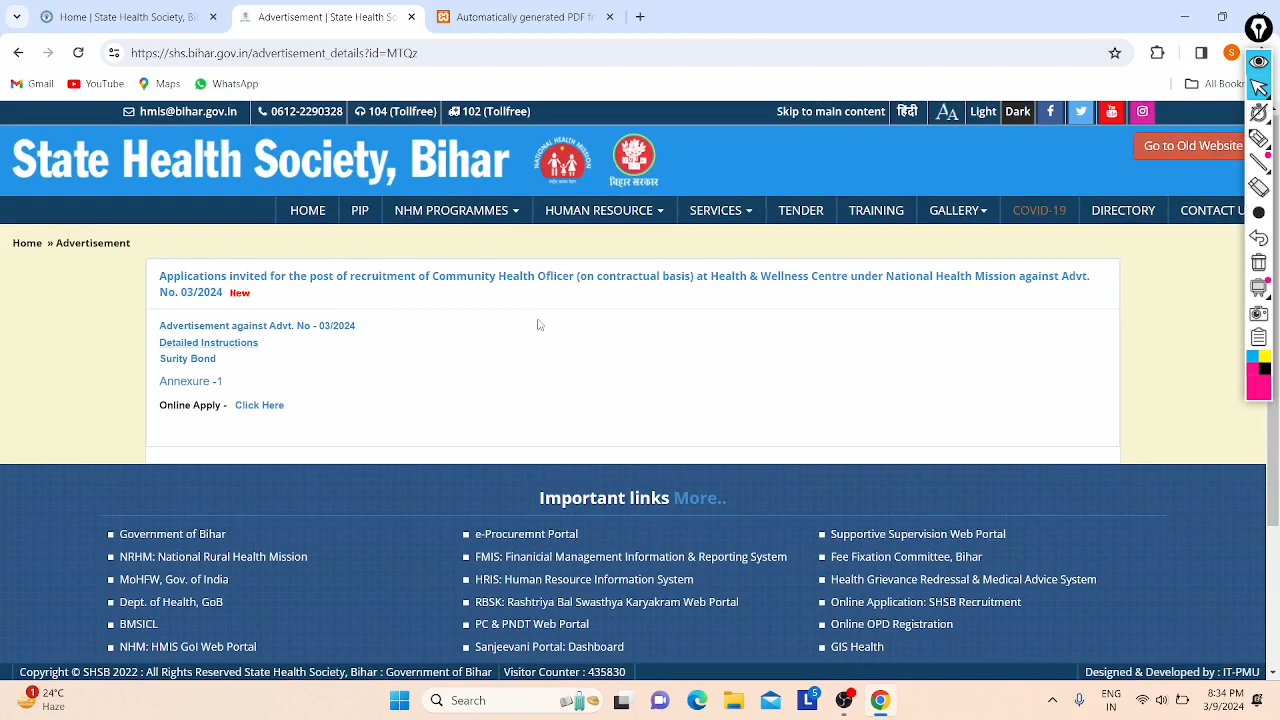 Home | State Health Society, Bi
Advertisement | State Health So
Automatically generated PDF fr
https://shs.bihar.gov.in/advertisement_details?id=MTQz
S
Gmail YouTube Maps WhatsApp All Bookm
hmis@bihar.gov.in 0612-2290328 104 (Tollfree) 102 (Tollfree) Skip to main content हिंदी AA Light Dark
State Health Society, Bihar
बिहार सरकार
Go to Old Website
HOME PIP NHM PROGRAMMES HUMAN RESOURCE SERVICES TENDER TRAINING GALLERY COVID-19 DIRECTORY CONTACT U
Home » Advertisement
Applications invited for the post of recruitment of Community Health Oflicer (on contractual basis) at Health & Wellness Centre under National Health Mission against Advt.
No. 03/2024 New
Advertisement against Advt. No - 03/2024
Detailed Instructions
Surity Bond
Annexure -1
Online Apply - Click Here
Important links More..
Government of Bihar
NRHM: National Rural Health Mission
MoHFW, Gov. of India
Dept. of Health, GoB
BMSICL
NHM: HMIS GoI Web Portal
e-Procuremnt Portal
FMIS: Finanicial Management Information & Reporting System
HRIS: Human Resource Information System
RBSK: Rashtriya Bal Swasthya Karyakram Web Portal
PC & PNDT Web Portal
Sanjeevani Portal: Dashboard
Supportive Supervision Web Portal
Fee Fixation Committee, Bihar
Health Grievance Redressal & Medical Advice System
Online Application: SHSB Recruitment
Online OPD Registration
GIS Health
Copyright © SHSB 2022 : All Rights Reserved State Health Society, Bihar : Government of Bihar Visitor Counter : 435830 Designed & Developed by : IT-PMU
1 24°C
Haze
Search
5
ENG
IN
8:34 PM
3/9/2024